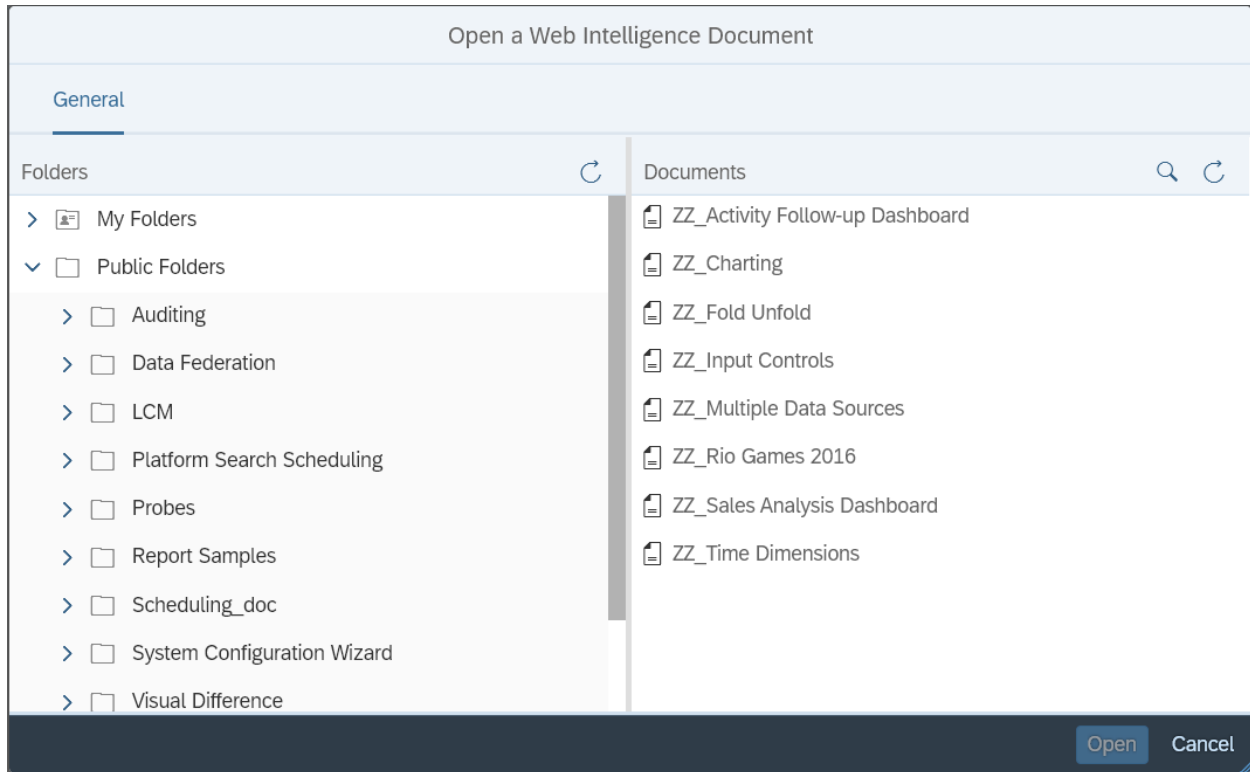 Open a Web Intelligence Document
General
Folders
My Folders
Public Folders
Auditing
Data Federation
LCM
Platform Search Scheduling
Probes
Report Samples
Scheduling_doc
System Configuration Wizard
Visual Difference
Documents
ZZ_Activity Follow-up Dashboard
ZZ_Charting
ZZ_Fold Unfold
ZZ_Input Controls
ZZ_Multiple Data Sources
ZZ_Rio Games 2016
ZZ_Sales Analysis Dashboard
ZZ_Time Dimensions
Open Cancel